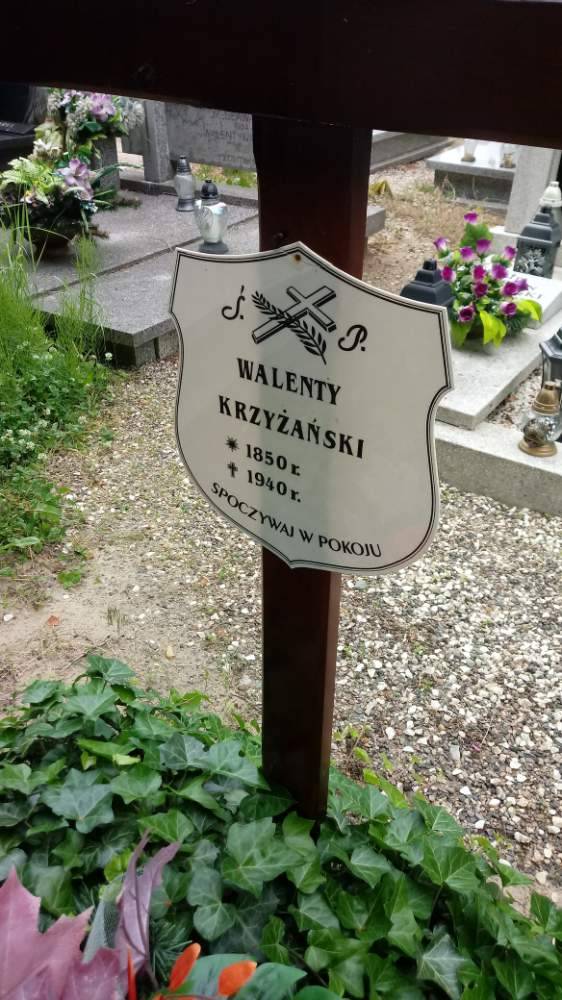 Ś. P.
WALENTY
KRZYŻAŃSKI
* 1850 r.
✝ 1940 r.
SPOCZYWAJ W POKOJU